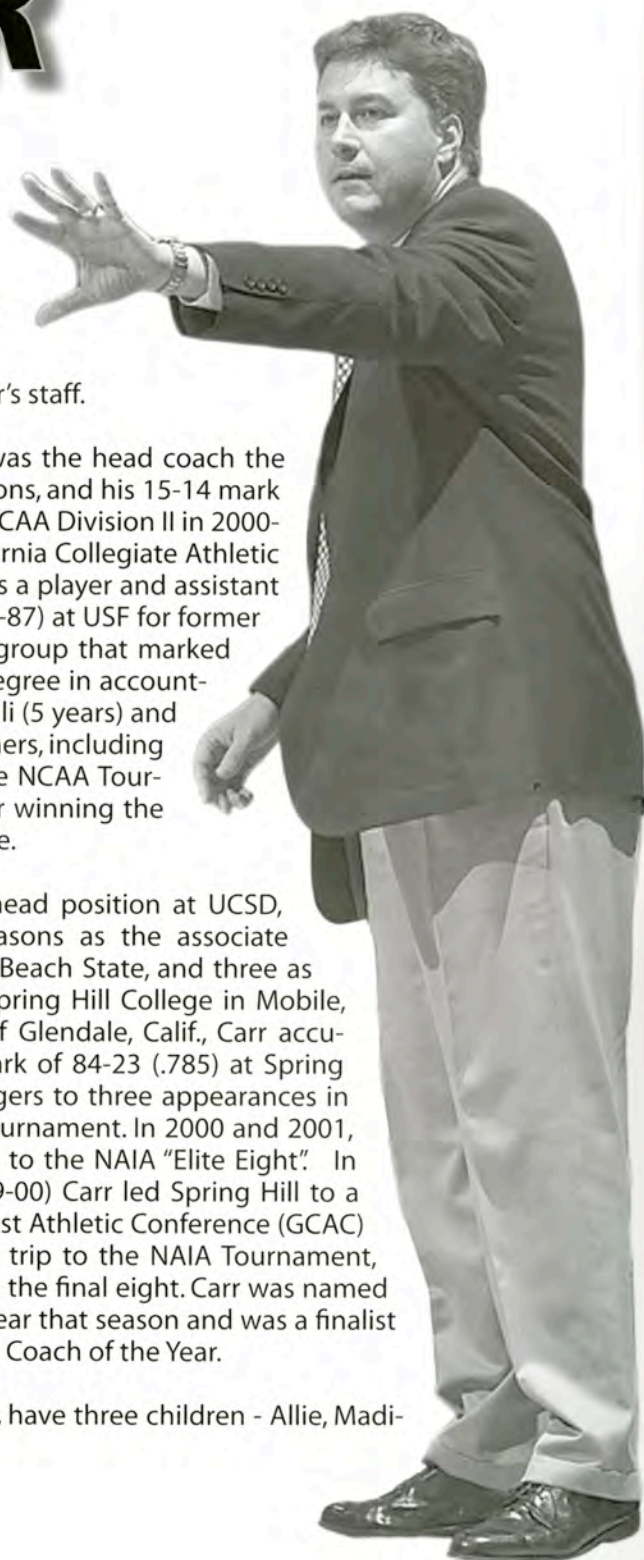 R
r's staff.
was the head coach the
ons, and his 15-14 mark
CAA Division II in 2000-
rnia Collegiate Athletic
s a player and assistant
-87) at USF for former
group that marked
egree in account-
li (5 years) and
ners, including
e NCAA Tour-
r winning the
e.
head position at UCSD,
asons as the associate
Beach State, and three as
pring Hill College in Mobile,
f Glendale, Calif., Carr accu-
ark of 84-23 (.785) at Spring
gers to three appearances in
urnament. In 2000 and 2001,
to the NAIA "Elite Eight". In
9-00) Carr led Spring Hill to a
st Athletic Conference (GCAC)
trip to the NAIA Tournament,
the final eight. Carr was named
ear that season and was a finalist
Coach of the Year.
, have three children - Allie, Madi-